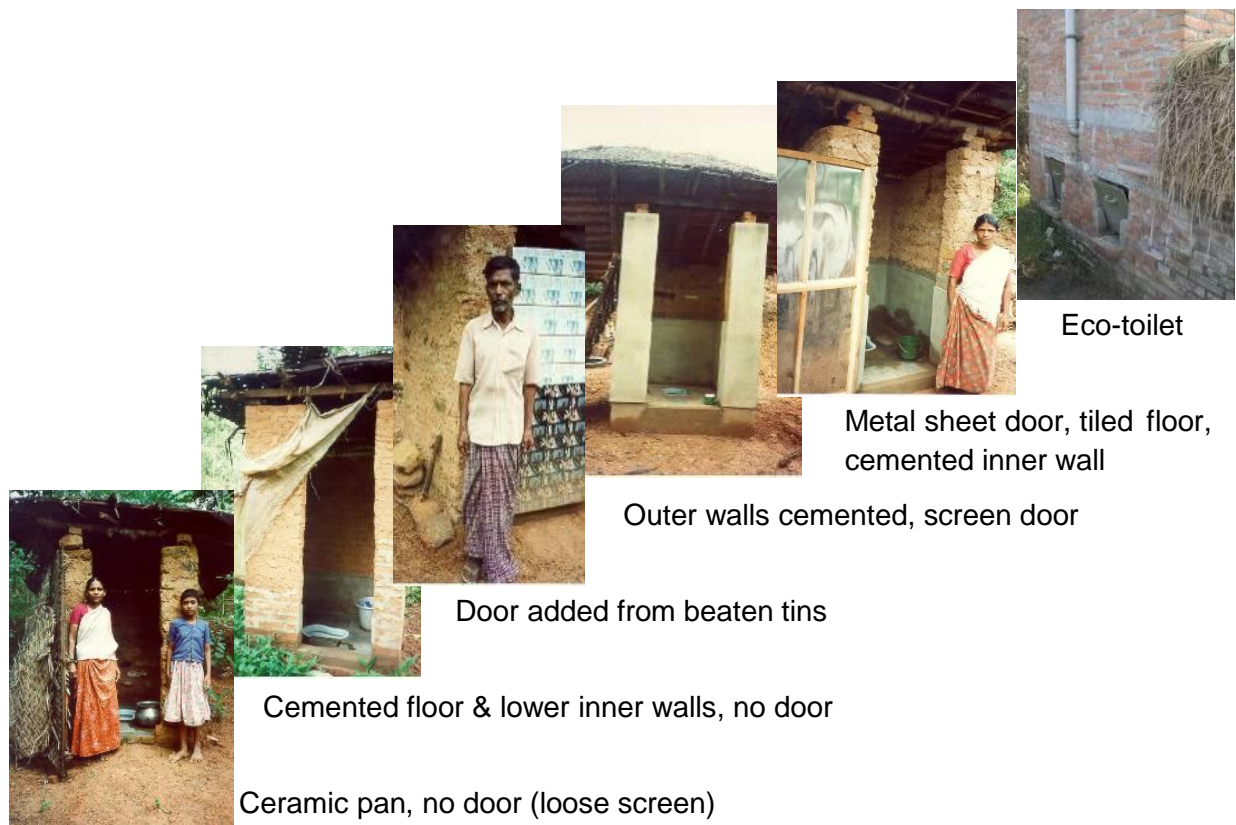 Eco-toilet
Metal sheet door, tiled floor,
cemented inner wall
Outer walls cemented, screen door
Door added from beaten tins
Cemented floor & lower inner walls, no door
Ceramic pan, no door (loose screen)